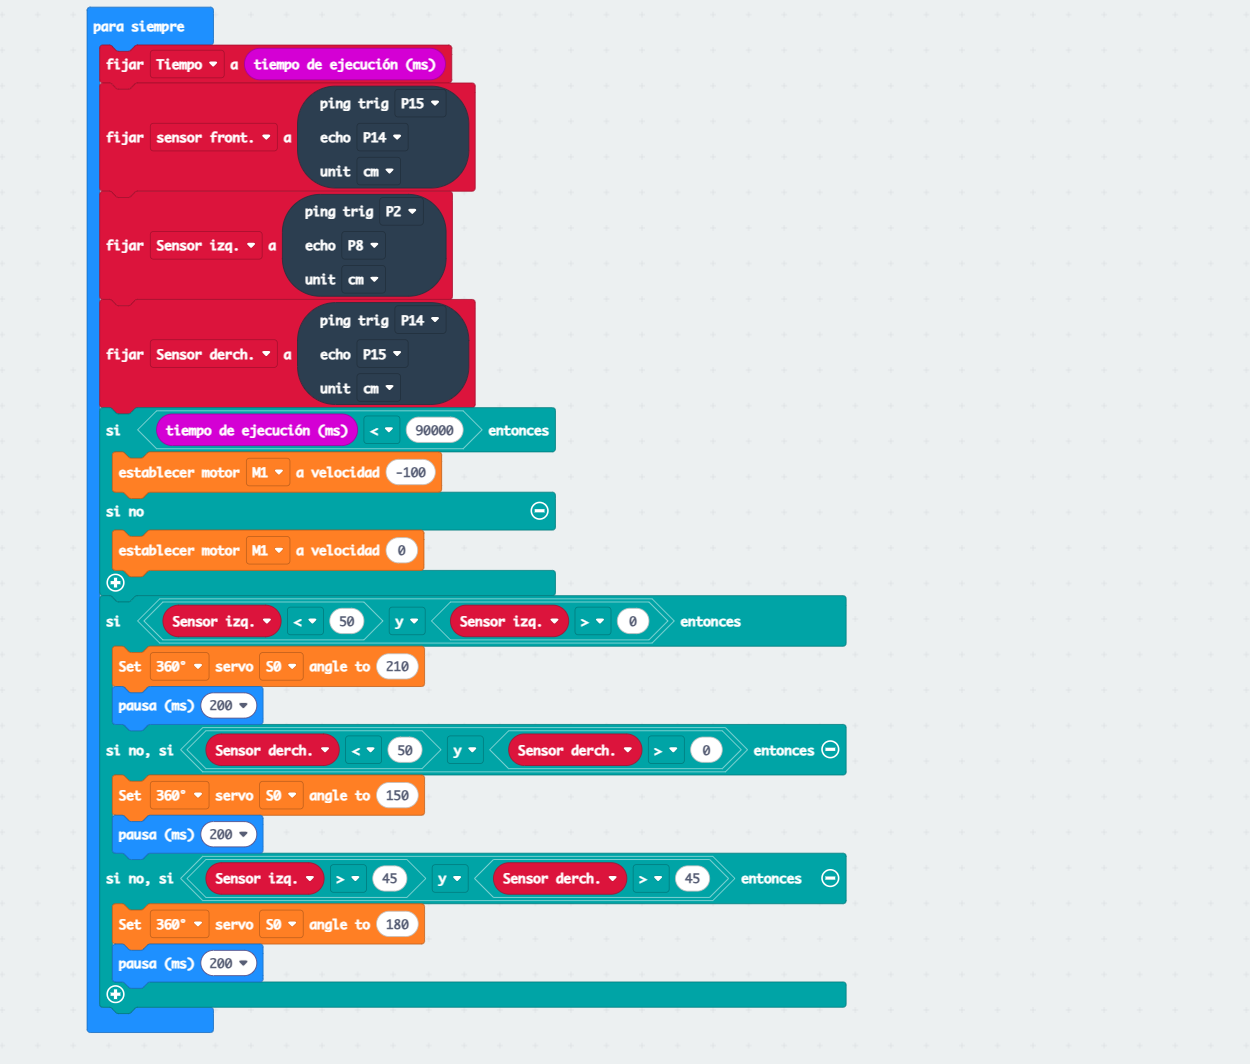 para siempre
fijar Tiempo a tiempo de ejecución (ms)
ping trig P15
fijar sensor front. a echo P14
unit cm
ping trig P2
fijar Sensor izq. a echo P8
unit cm
ping trig P14
fijar Sensor derch. a echo P15
unit cm
si tiempo de ejecución (ms) < 90000 entonces
establecer motor M1 a velocidad -100
si no
establecer motor M1 a velocidad 0
si Sensor izq. < 50 y Sensor izq. > 0 entonces
Set 360° servo S0 angle to 210
pausa (ms) 200
si no, si Sensor derch. < 50 y Sensor derch. > 0 entonces
Set 360° servo S0 angle to 150
pausa (ms) 200
si no, si Sensor izq. > 45 y Sensor derch. > 45 entonces
Set 360° servo S0 angle to 180
pausa (ms) 200